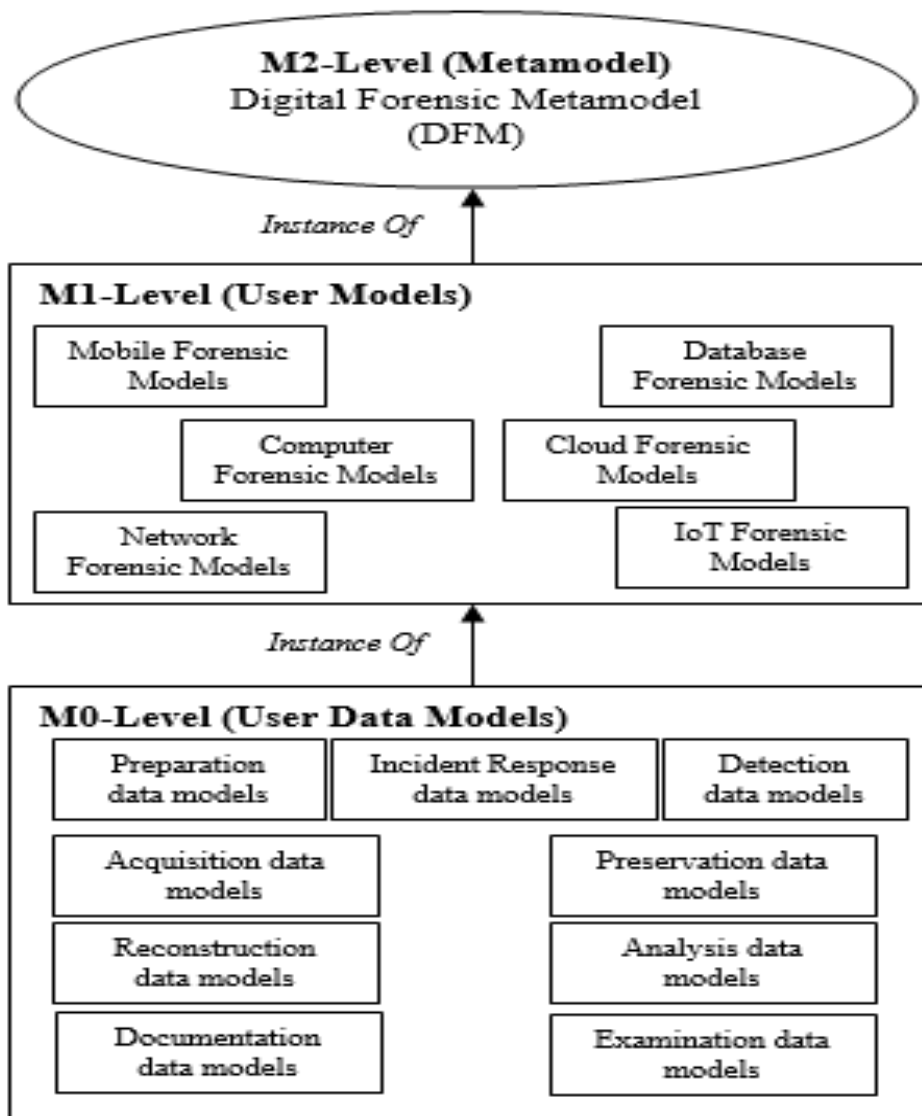 M2-Level (Metamodel)
Digital Forensic Metamodel
(DFM)
Instance Of
M1-Level (User Models)
Mobile Forensic
Models
Database
Forensic Models
Computer
Forensic Models
Cloud Forensic
Models
Network
Forensic Models
IoT Forensic
Models
Instance Of
M0-Level (User Data Models)
Preparation
data models
Incident Response
data models
Detection
data models
Acquisition data
models
Preservation data
models
Reconstruction
data models
Analysis data
models
Documentation
data models
Examination data
models